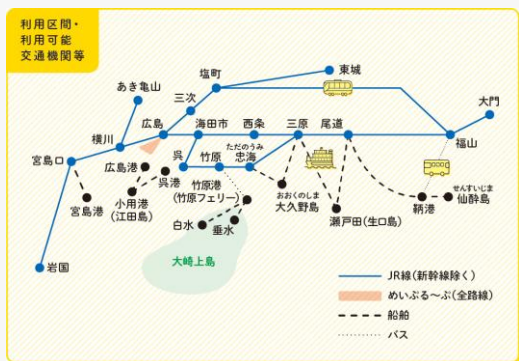 利用区間・
利用可能
交通機関等
東城
塩町
あき亀山
三次
大門
広島
海田市
西条
三原
尾道
横川
福山
ただのうみ
宮島口
呉
竹原
忠海
広島港
呉港
竹原港
(竹原フェリー)
おおくのしま
大久野島
せんすいじま
仙酔島
鞆港
宮島港
小用港
(江田島)
瀬戸田(生口島)
白水
垂水
大崎上島
岩国
JR線(新幹線除く)
めいぷる〜ぷ(全路線)
船舶
バス